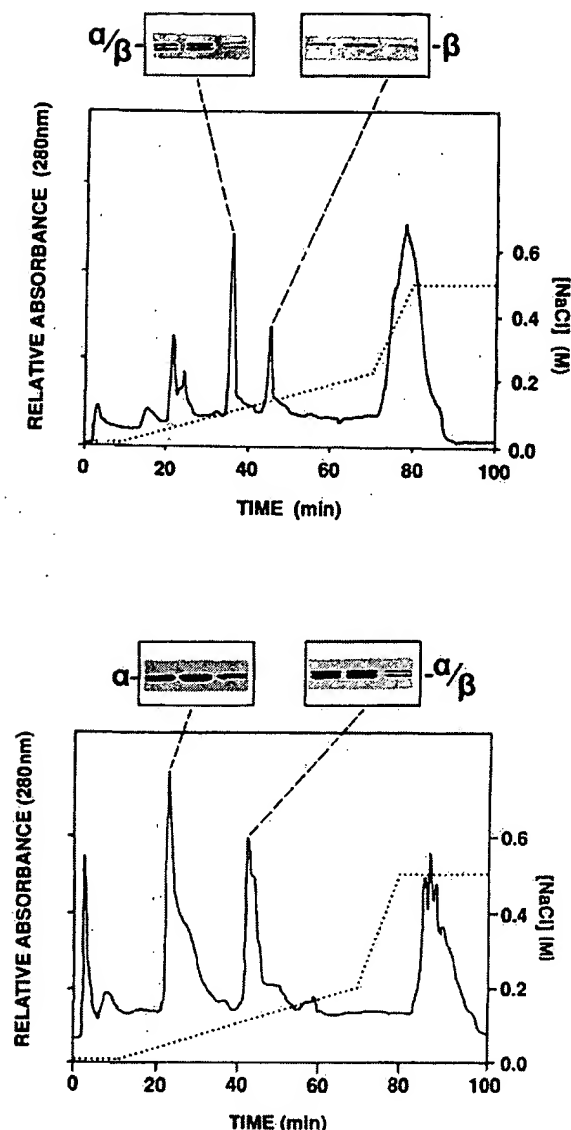 α/β- -β
RELATIVE ABSORBANCE (280nm)
0.6
0.4
0.2
0.0
[NaCl] (M)
0 20 40 60 80 100
TIME (min)
α- -α/β
RELATIVE ABSORBANCE (280nm)
0.6
0.4
0.2
0.0
[NaCl] (M)
0 20 40 60 80 100
TIME (min)